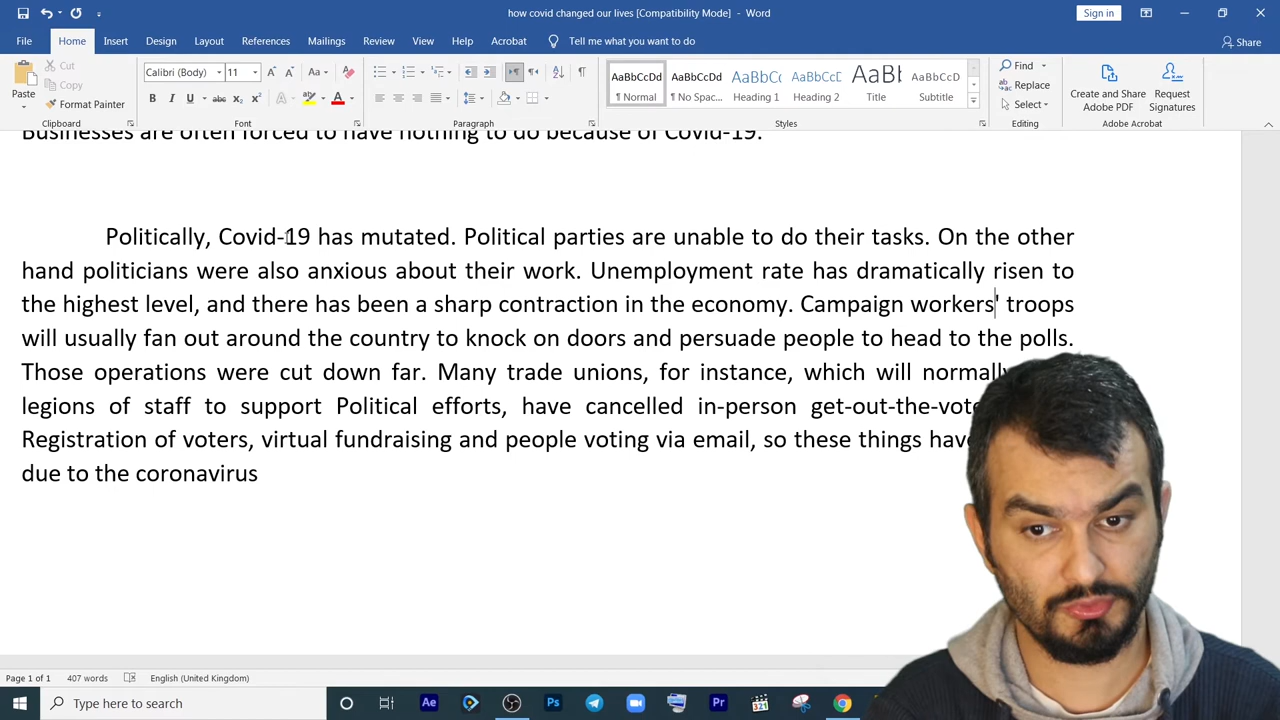 how covid changed our lives [Compatibility Mode] - Word
Sign in
File Home Insert Design Layout References Mailings Review View Help Acrobat Tell me what you want to do
Share
Paste
Cut
Copy
Format Painter
Clipboard
Calibri (Body) 11
Font
Paragraph
AaBbCcDd AaBbCcDd AaBbCc AaBbCcC AaBb AaBbCcD
¶ Normal ¶ No Spac... Heading 1 Heading 2 Title Subtitle
Styles
Find
Replace
Select
Editing
Create and Share Adobe PDF
Request Signatures
Adobe Acrobat
Businesses are often forced to have nothing to do because of Covid-19.
Politically, Covid-19 has mutated. Political parties are unable to do their tasks. On the other
hand politicians were also anxious about their work. Unemployment rate has dramatically risen to
the highest level, and there has been a sharp contraction in the economy. Campaign workers' troops
will usually fan out around the country to knock on doors and persuade people to head to the polls.
Those operations were cut down far. Many trade unions, for instance, which will normally
legions of staff to support Political efforts, have cancelled in-person get-out-the-vote
Registration of voters, virtual fundraising and people voting via email, so these things have
due to the coronavirus
Page 1 of 1 407 words English (United Kingdom)
Type here to search